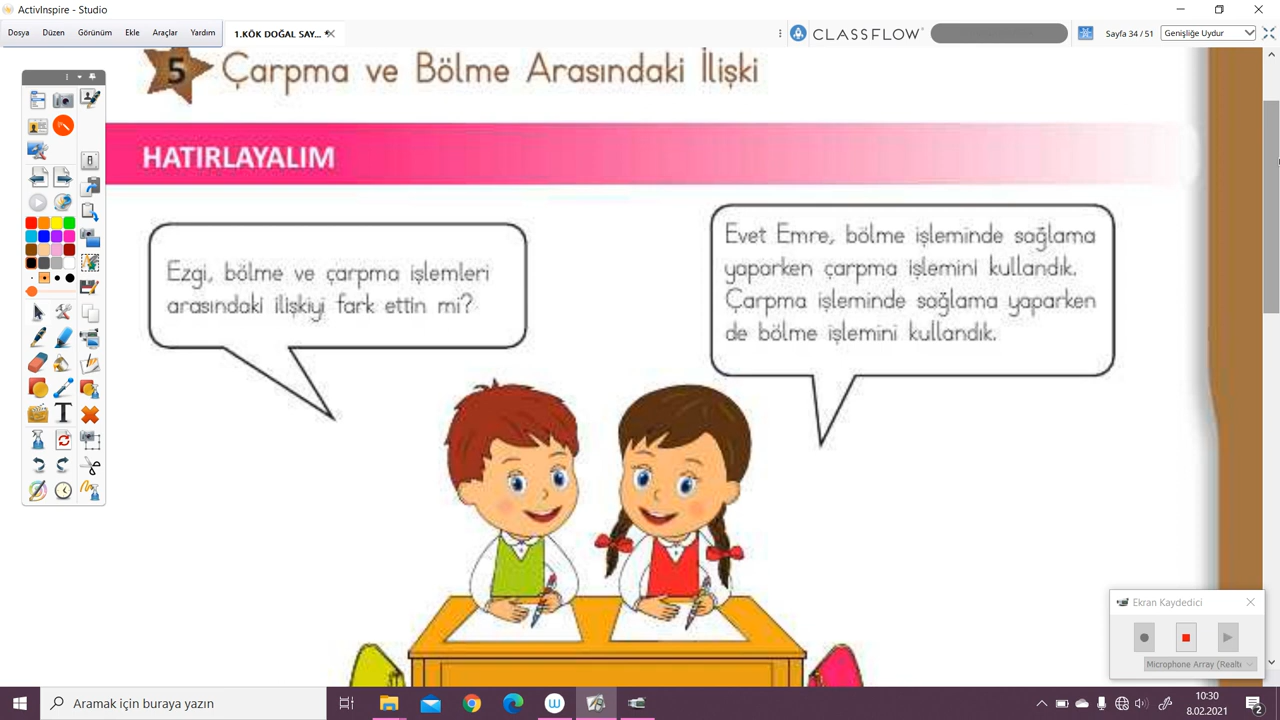 ActivInspire - Studio
Dosya Düzen Görünüm Ekle Araçlar Yardım
1.KÖK DOĞAL SAY...
CLASSFLOW
Sayfa 34 / 51
Genişliğe Uydur
5 Çarpma ve Bölme Arasındaki İlişki
HATIRLAYALIM
Ezgi, bölme ve çarpma işlemleri
arasındaki ilişkiyi fark ettin mi?
Evet Emre, bölme işleminde sağlama
yaparken çarpma işlemini kullandık.
Çarpma işleminde sağlama yaparken
de bölme işlemini kullandık.
Ekran Kaydedici
Microphone Array (Realt
Aramak için buraya yazın
10:30
8.02.2021
2